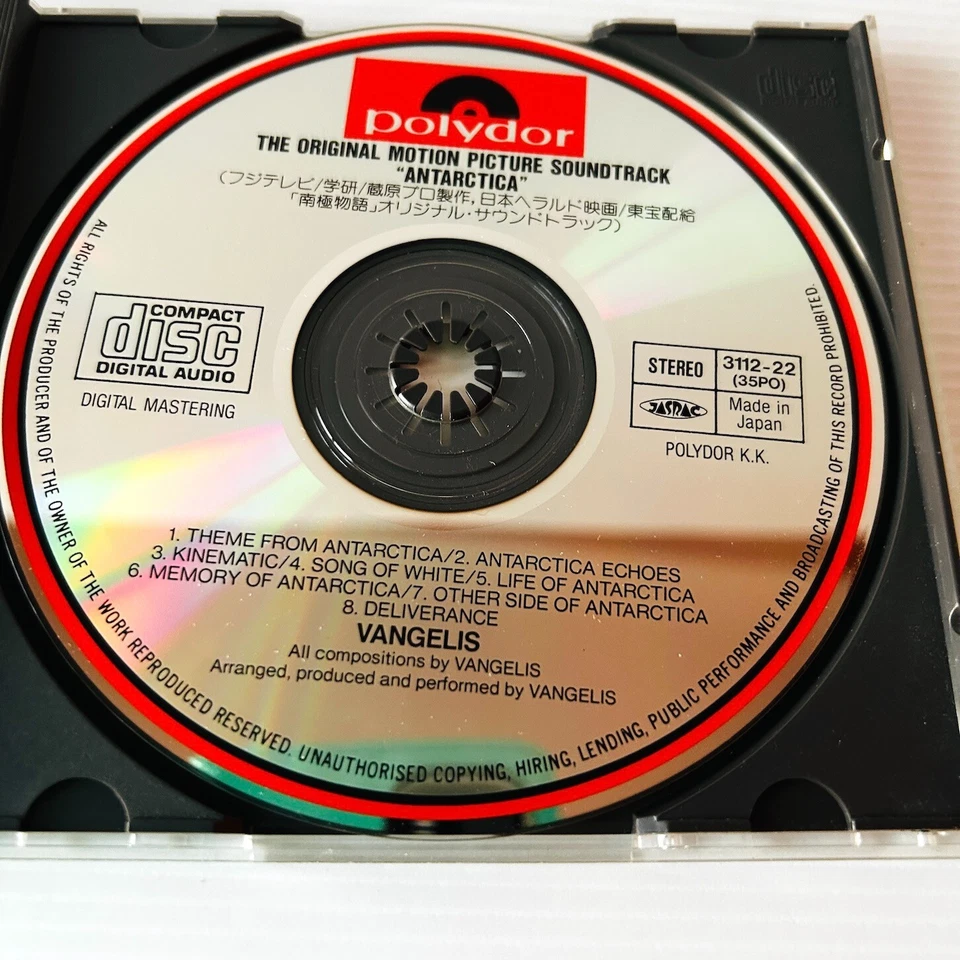 polydor
THE ORIGINAL MOTION PICTURE SOUNDTRACK
"ANTARCTICA"
(フジテレビ/学研/蔵原プロ製作,日本ヘラルド映画/東宝配給
「南極物語」オリジナル・サウンドトラック)
COMPACT
disc
DIGITAL AUDIO
DIGITAL MASTERING
STEREO
3112-22
(35PO)
JASRAC
Made in
Japan
POLYDOR K.K.
1. THEME FROM ANTARCTICA/2. ANTARCTICA ECHOES
3. KINEMATIC/4. SONG OF WHITE/5. LIFE OF ANTARCTICA
6. MEMORY OF ANTARCTICA/7. OTHER SIDE OF ANTARCTICA
8. DELIVERANCE
VANGELIS
All compositions by VANGELIS
Arranged, produced and performed by VANGELIS
ALL RIGHTS OF THE PRODUCER AND OF THE OWNER OF THE WORK REPRODUCED RESERVED. UNAUTHORISED COPYING, HIRING, LENDING, PUBLIC PERFORMANCE AND BROADCASTING OF THIS RECORD PROHIBITED.
disc